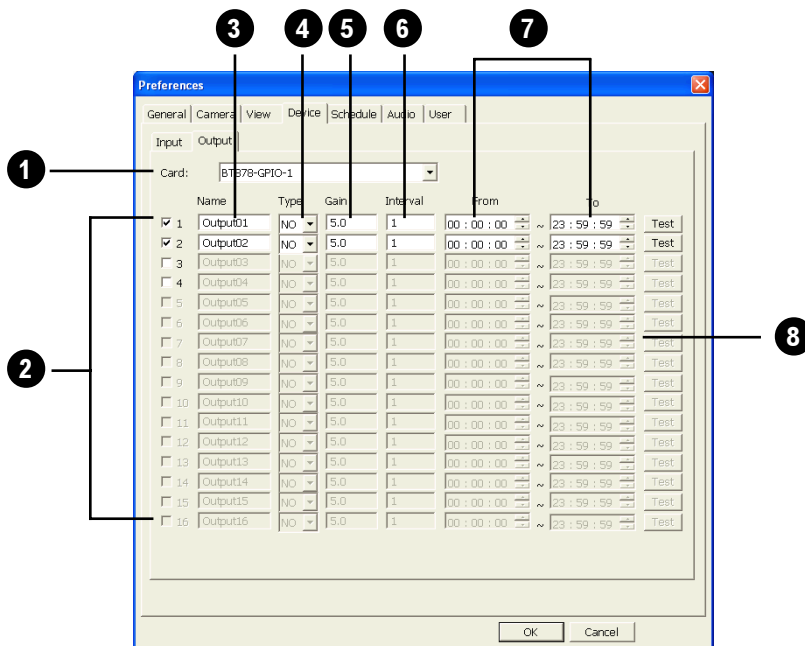 3 4 5 6 7
Preferences
General Camera View Device Schedule Audio User
Input Output
1
Card: BT878-GPIO-1
Name Type Gain Interval From To
1 Output01 NO 5.0 1 00 : 00 : 00 ~ 23 : 59 : 59 Test
2 Output02 NO 5.0 1 00 : 00 : 00 ~ 23 : 59 : 59 Test
3 Output03 NO 5.0 1 00 : 00 : 00 ~ 23 : 59 : 59 Test
4 Output04 NO 5.0 1 00 : 00 : 00 ~ 23 : 59 : 59 Test
5 Output05 NO 5.0 1 00 : 00 : 00 ~ 23 : 59 : 59 Test
6 Output06 NO 5.0 1 00 : 00 : 00 ~ 23 : 59 : 59 Test
7 Output07 NO 5.0 1 00 : 00 : 00 ~ 23 : 59 : 59 Test
8
2
8 Output08 NO 5.0 1 00 : 00 : 00 ~ 23 : 59 : 59 Test
9 Output09 NO 5.0 1 00 : 00 : 00 ~ 23 : 59 : 59 Test
10 Output10 NO 5.0 1 00 : 00 : 00 ~ 23 : 59 : 59 Test
11 Output11 NO 5.0 1 00 : 00 : 00 ~ 23 : 59 : 59 Test
12 Output12 NO 5.0 1 00 : 00 : 00 ~ 23 : 59 : 59 Test
13 Output13 NO 5.0 1 00 : 00 : 00 ~ 23 : 59 : 59 Test
14 Output14 NO 5.0 1 00 : 00 : 00 ~ 23 : 59 : 59 Test
15 Output15 NO 5.0 1 00 : 00 : 00 ~ 23 : 59 : 59 Test
16 Output16 NO 5.0 1 00 : 00 : 00 ~ 23 : 59 : 59 Test
OK Cancel